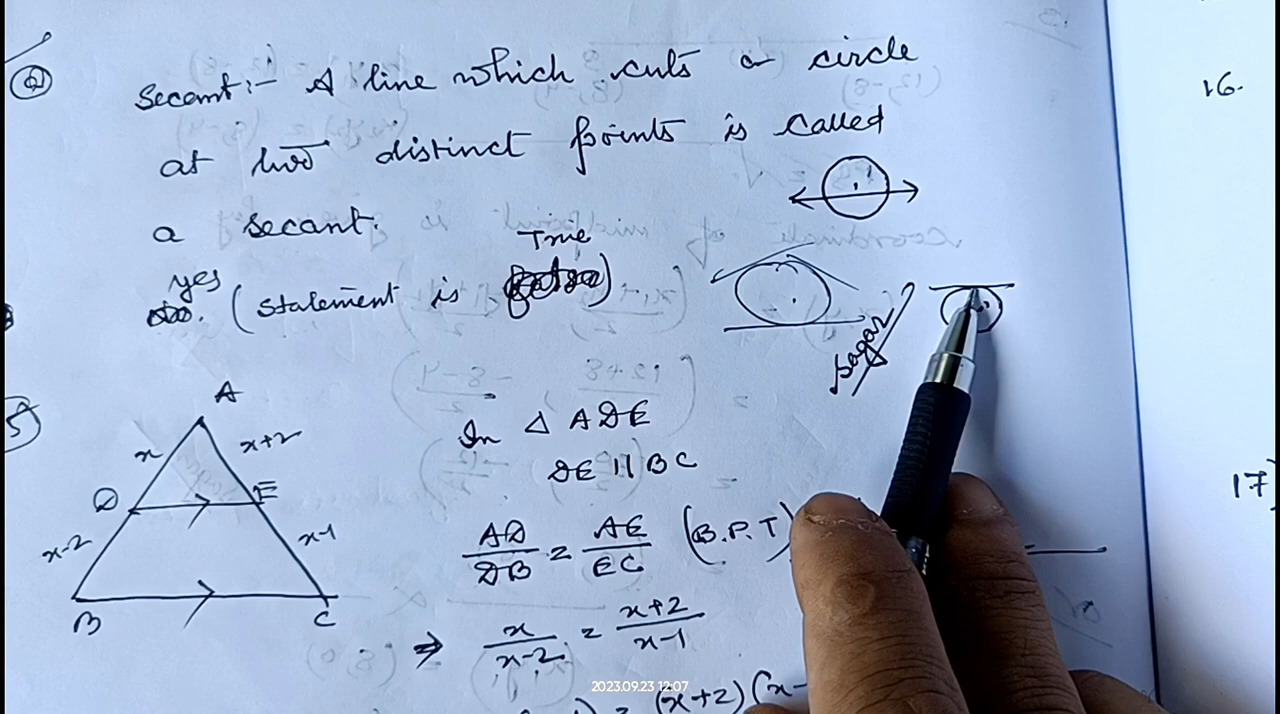 Secant:- A line which cuts a circle
at two distinct points is called
a secant.
True
yes
(statement is
)
16.
sagar
5)
A
x
x+2
D
E
x-2
x-1
B
C
In △ ADE
DE || BC
AD/DB = AE/EC (B.P.T)
⇒ x/x-2 = x+2/x-1
(x+2)(x-
17)
2023.09.23 12:07